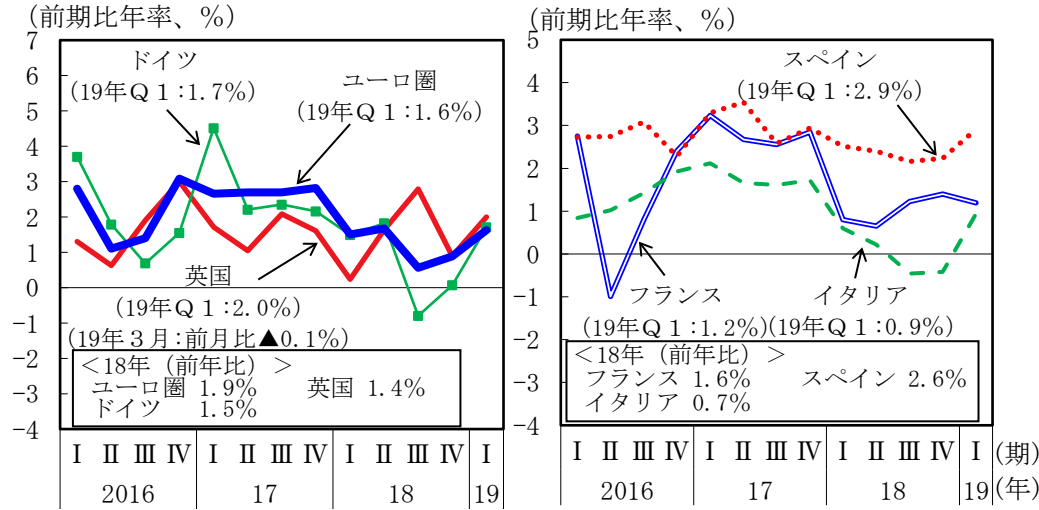 (前期比年率、%)
7
6
5
4
3
2
1
0
-1
-2
-3
-4
ドイツ
(19年Q1:1.7%)
ユーロ圏
(19年Q1:1.6%)
英国
(19年Q1:2.0%)
(19年3月:前月比▲0.1%)
<18年(前年比)>
ユーロ圏 1.9% 英国 1.4%
ドイツ 1.5%
Ⅰ Ⅱ Ⅲ Ⅳ Ⅰ Ⅱ Ⅲ Ⅳ Ⅰ Ⅱ Ⅲ Ⅳ Ⅰ
2016 17 18 19
(前期比年率、%)
5
4
3
2
1
0
-1
-2
-3
-4
スペイン
(19年Q1:2.9%)
フランス
(19年Q1:1.2%)
イタリア
(19年Q1:0.9%)
<18年(前年比)>
フランス 1.6% スペイン 2.6%
イタリア 0.7%
Ⅰ Ⅱ Ⅲ Ⅳ Ⅰ Ⅱ Ⅲ Ⅳ Ⅰ Ⅱ Ⅲ Ⅳ Ⅰ (期)
2016 17 18 19 (年)